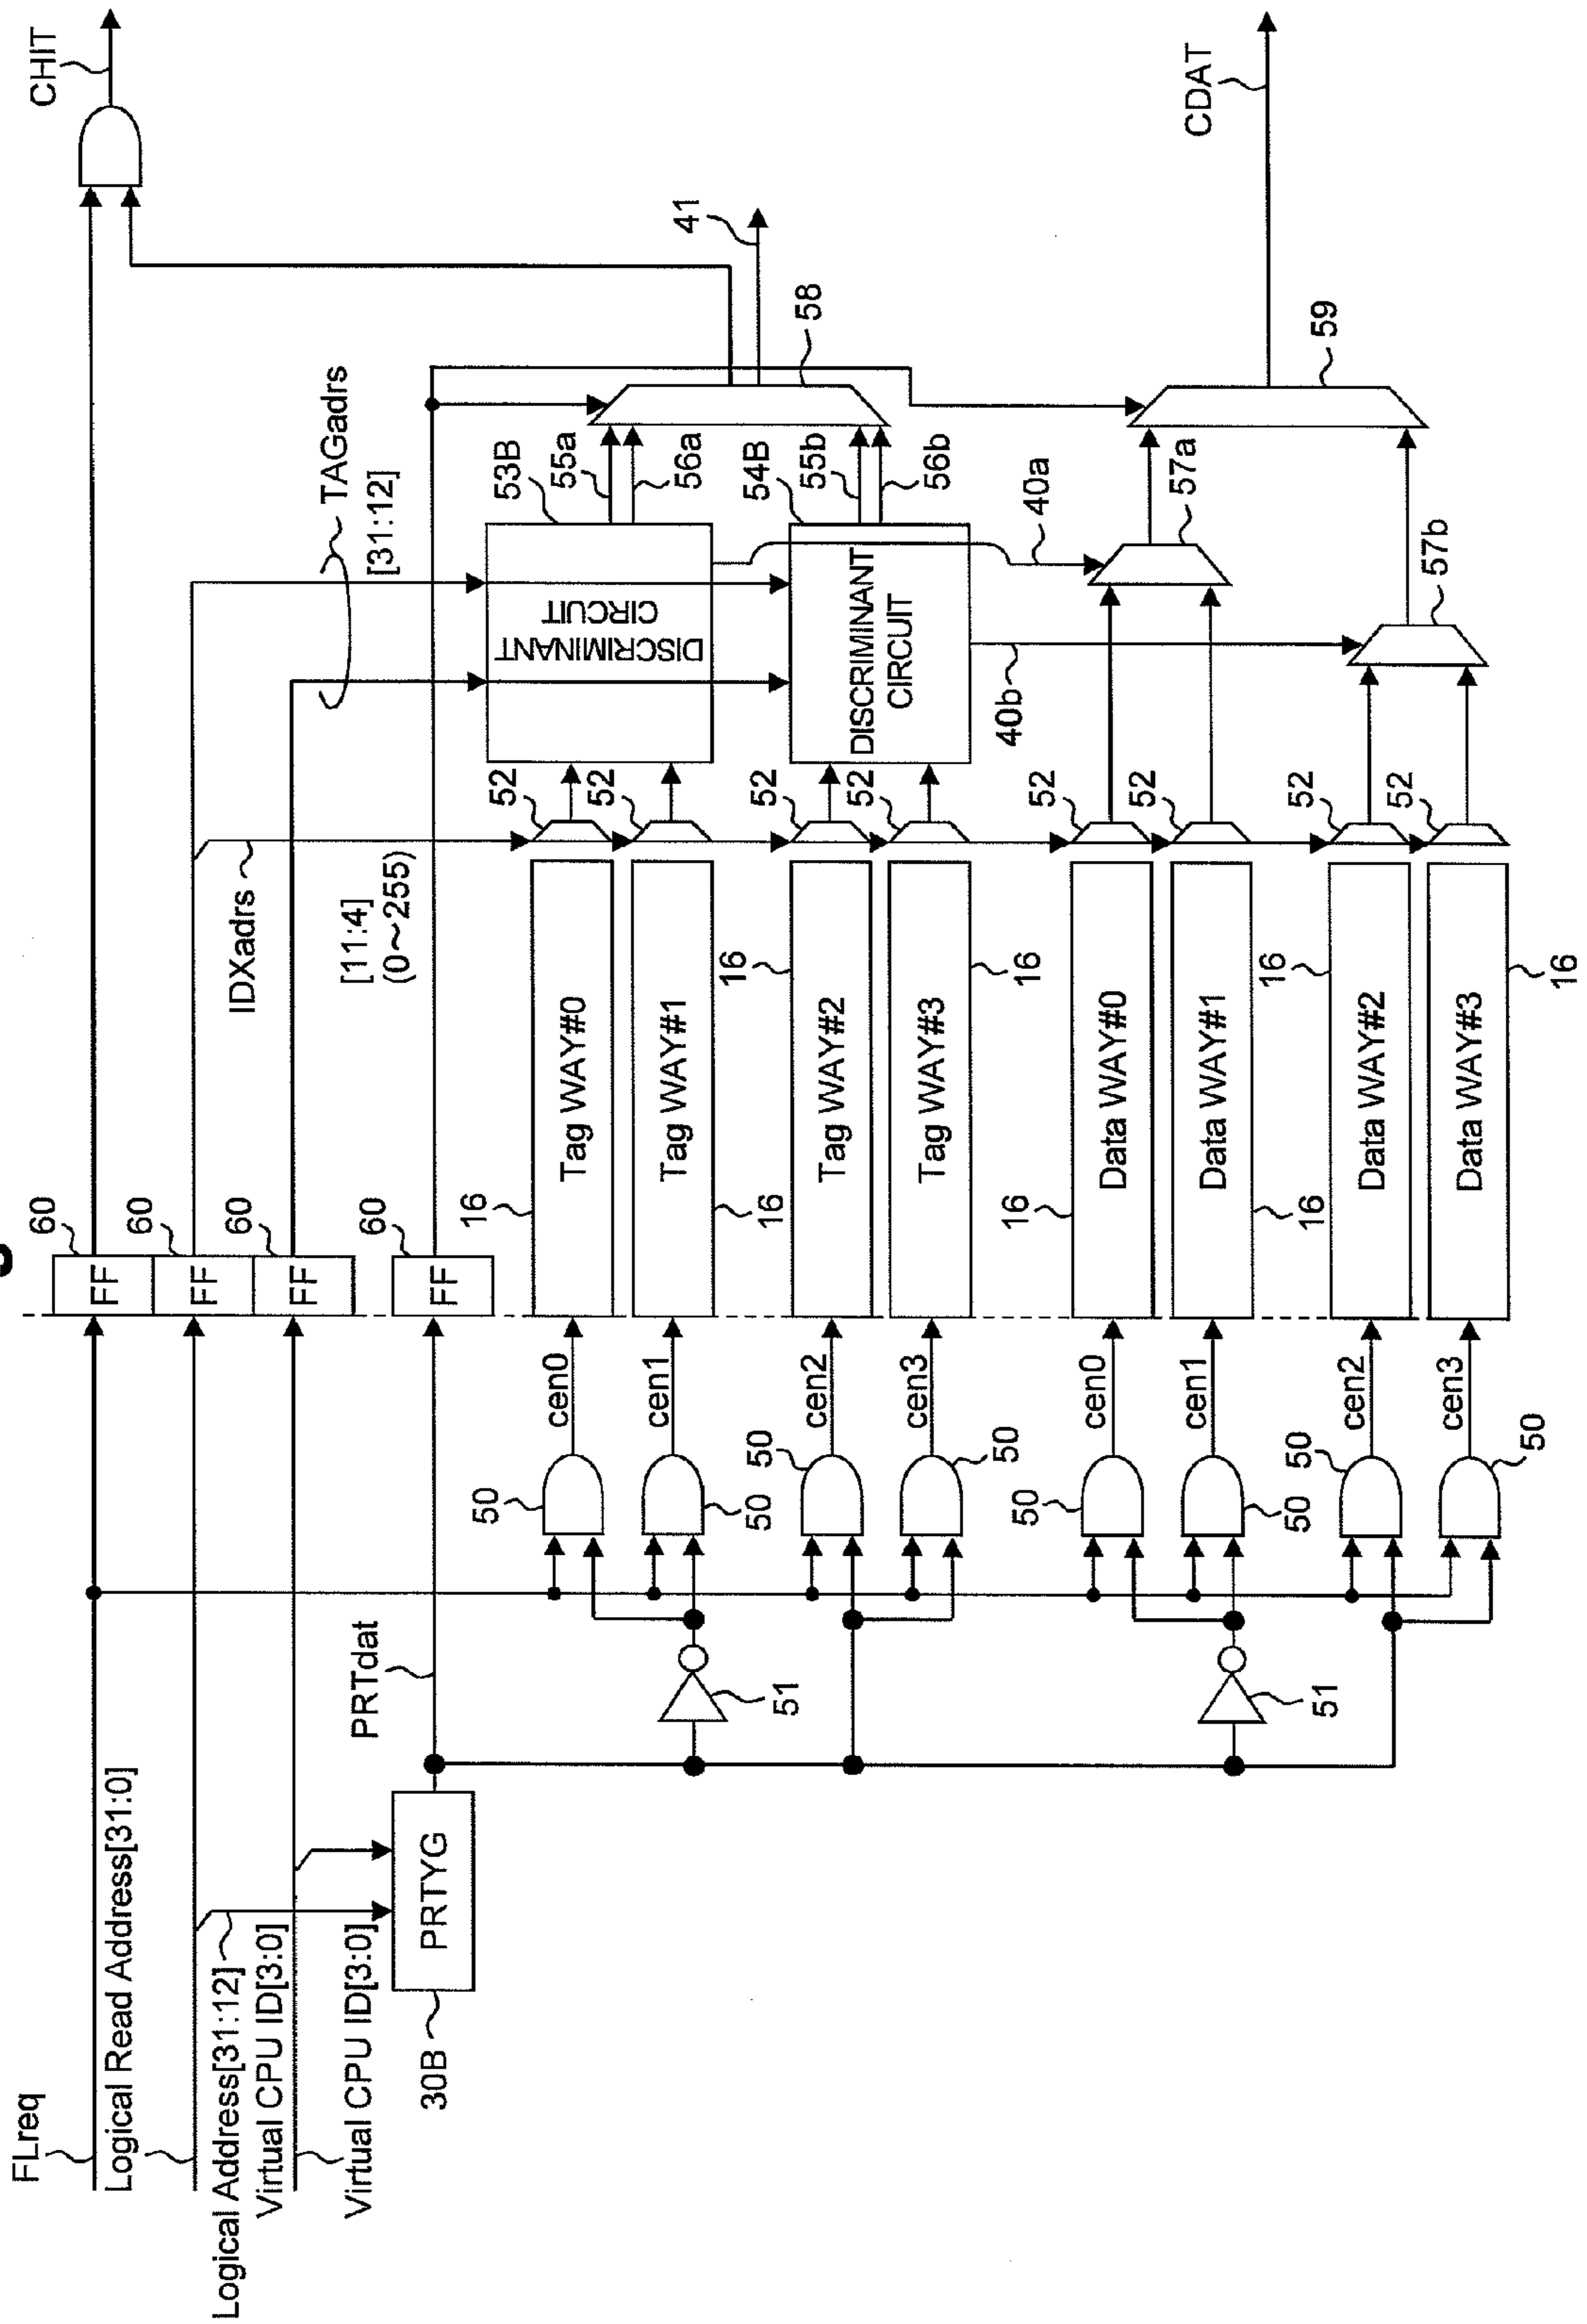 CHIT
41
CDAT
TAGadrs
[31:12]
53B
55a
56a
58
54B
55b
56b
59
40a
57a
57b
40b
DISCRIMINANT
CIRCUIT
DISCRIMINANT
CIRCUIT
52
52
52
52
52
52
52
52
IDXadrs
[11:4]
(0~255)
Tag WAY#0
Tag WAY#1
Tag WAY#2
Tag WAY#3
Data WAY#0
Data WAY#1
Data WAY#2
Data WAY#3
16
16
16
16
16
16
16
16
60
60
60
60
FF
FF
FF
FF
cen0
cen1
cen2
cen3
cen0
cen1
cen2
cen3
50
50
50
50
50
50
50
50
51
51
PRTdat
PRTYG
30B
FLreq
Logical Read Address[31:0]
Logical Address[31:12]
Virtual CPU ID[3:0]
Virtual CPU ID[3:0]